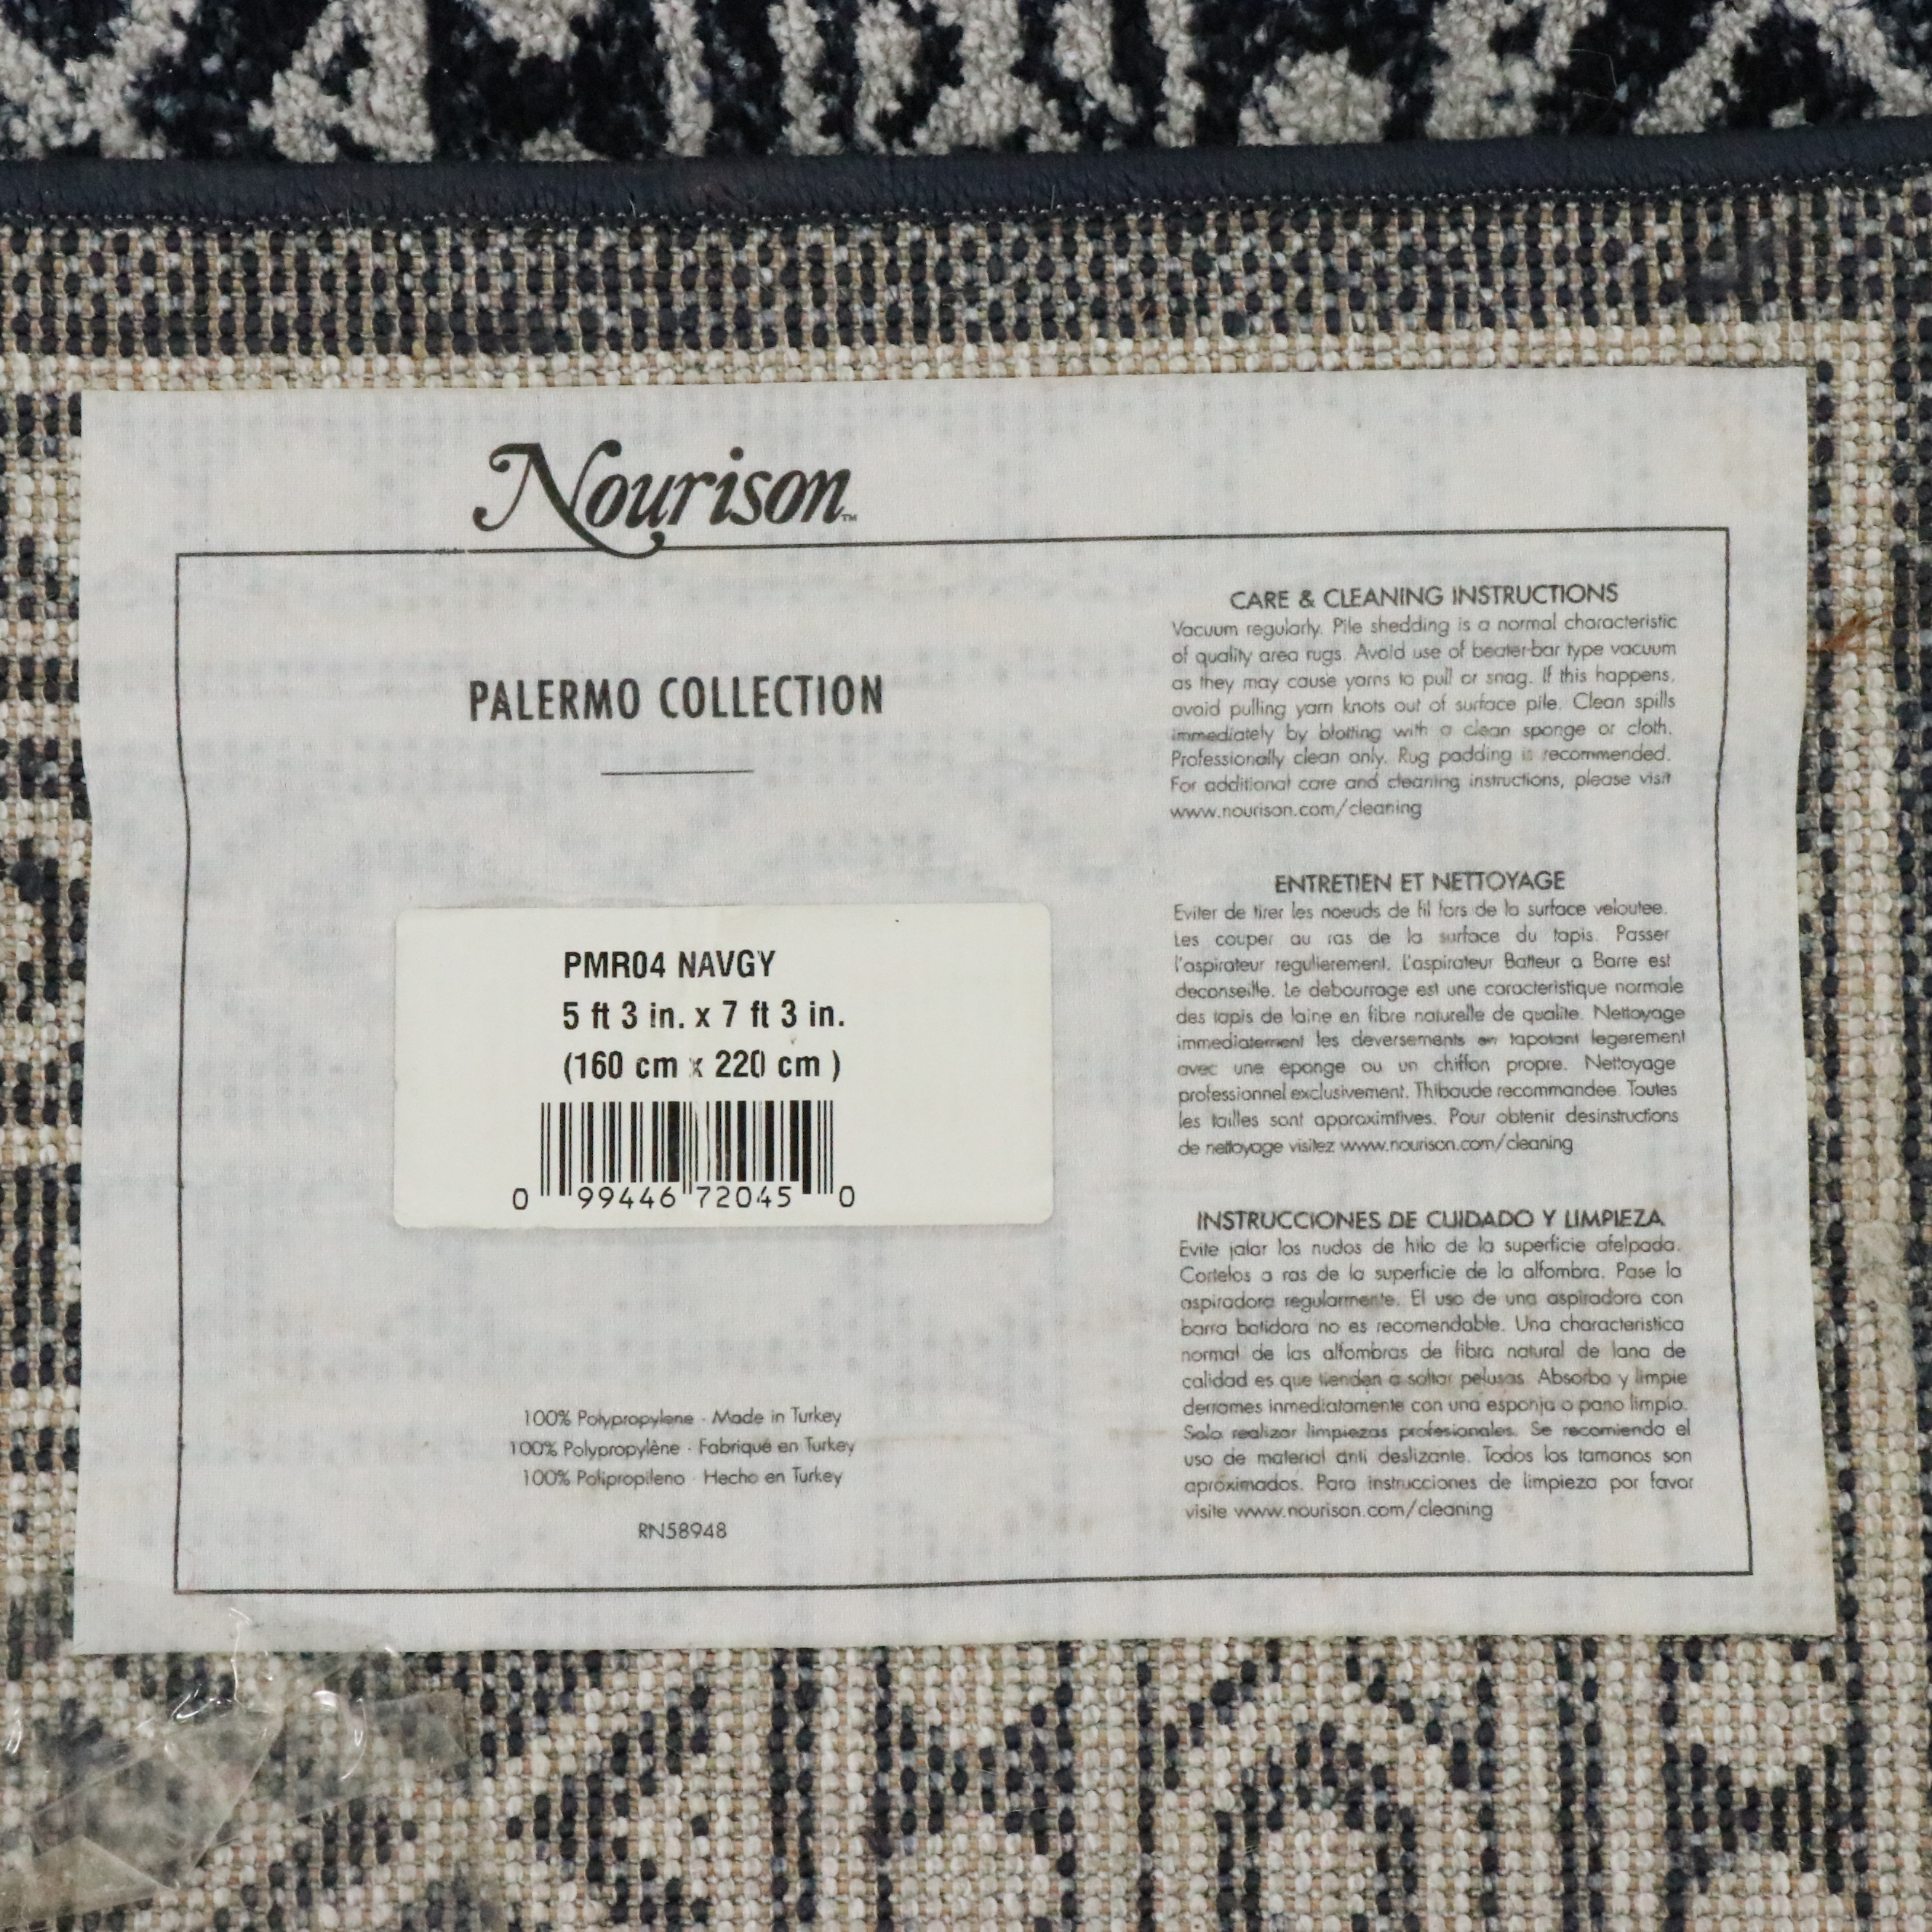 Nourison™
PALERMO COLLECTION
PMR04 NAVGY
5 ft 3 in. x 7 ft 3 in.
(160 cm x 220 cm )
0 99446 72045 0
100% Polypropylene · Made in Turkey
100% Polypropylène · Fabriqué en Turkey
100% Polipropileno · Hecho en Turkey
RN58948
CARE & CLEANING INSTRUCTIONS
Vacuum regularly. Pile shedding is a normal characteristic
of quality area rugs. Avoid use of beater-bar type vacuum
as they may cause yarns to pull or snag. If this happens,
avoid pulling yarn knots out of surface pile. Clean spills
immediately by blotting with a clean sponge or cloth.
Professionally clean only. Rug padding is recommended.
For additional care and cleaning instructions, please visit
www.nourison.com/cleaning
ENTRETIEN ET NETTOYAGE
Eviter de tirer les noeuds de fil fors de la surface veloutee.
Les couper au ras de la surface du tapis. Passer
l'aspirateur regulierement. L'aspirateur Batteur a Barre est
deconseille. Le debourrage est une caracteristique normale
des tapis de laine en fibre naturelle de qualite. Nettoyage
immediatement les deversements en tapotant legerement
avec une eponge ou un chiffon propre. Nettoyage
professionnel exclusivement. Thibaude recommandee. Toutes
les tailles sont approximtives. Pour obtenir desinstructions
de nettoyage visitez www.nourison.com/cleaning
INSTRUCCIONES DE CUIDADO Y LIMPIEZA
Evite jalar los nudos de hilo de la superficie afelpada.
Cortelos a ras de la superficie de la alfombra. Pase la
aspiradora regularmente. El uso de una aspiradora con
barra batidora no es recomendable. Una characteristica
normal de las alfombras de fibra natural de lana de
calidad es que tienden a soltar pelusas. Absorba y limpie
derrames inmediatamente con una esponja o pano limpio.
Solo realizar limpiezas profesionales. Se recomienda el
uso de material anti deslizante. Todos los tamanos son
aproximados. Para instrucciones de limpieza por favor
visite www.nourison.com/cleaning